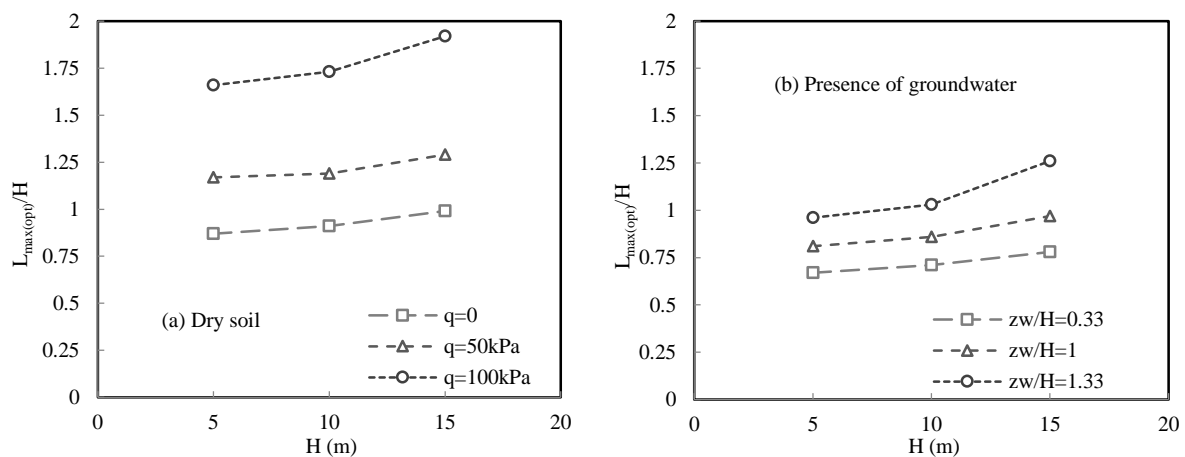 2
1.75
1.5
1.25
1
0.75
0.5
0.25
0
0 5 10 15 20
L_max(opt)/H
H (m)
(a) Dry soil
q=0
q=50kPa
q=100kPa
2
1.75
1.5
1.25
1
0.75
0.5
0.25
0
0 5 10 15 20
L_max(opt)/H
H (m)
(b) Presence of groundwater
zw/H=0.33
zw/H=1
zw/H=1.33